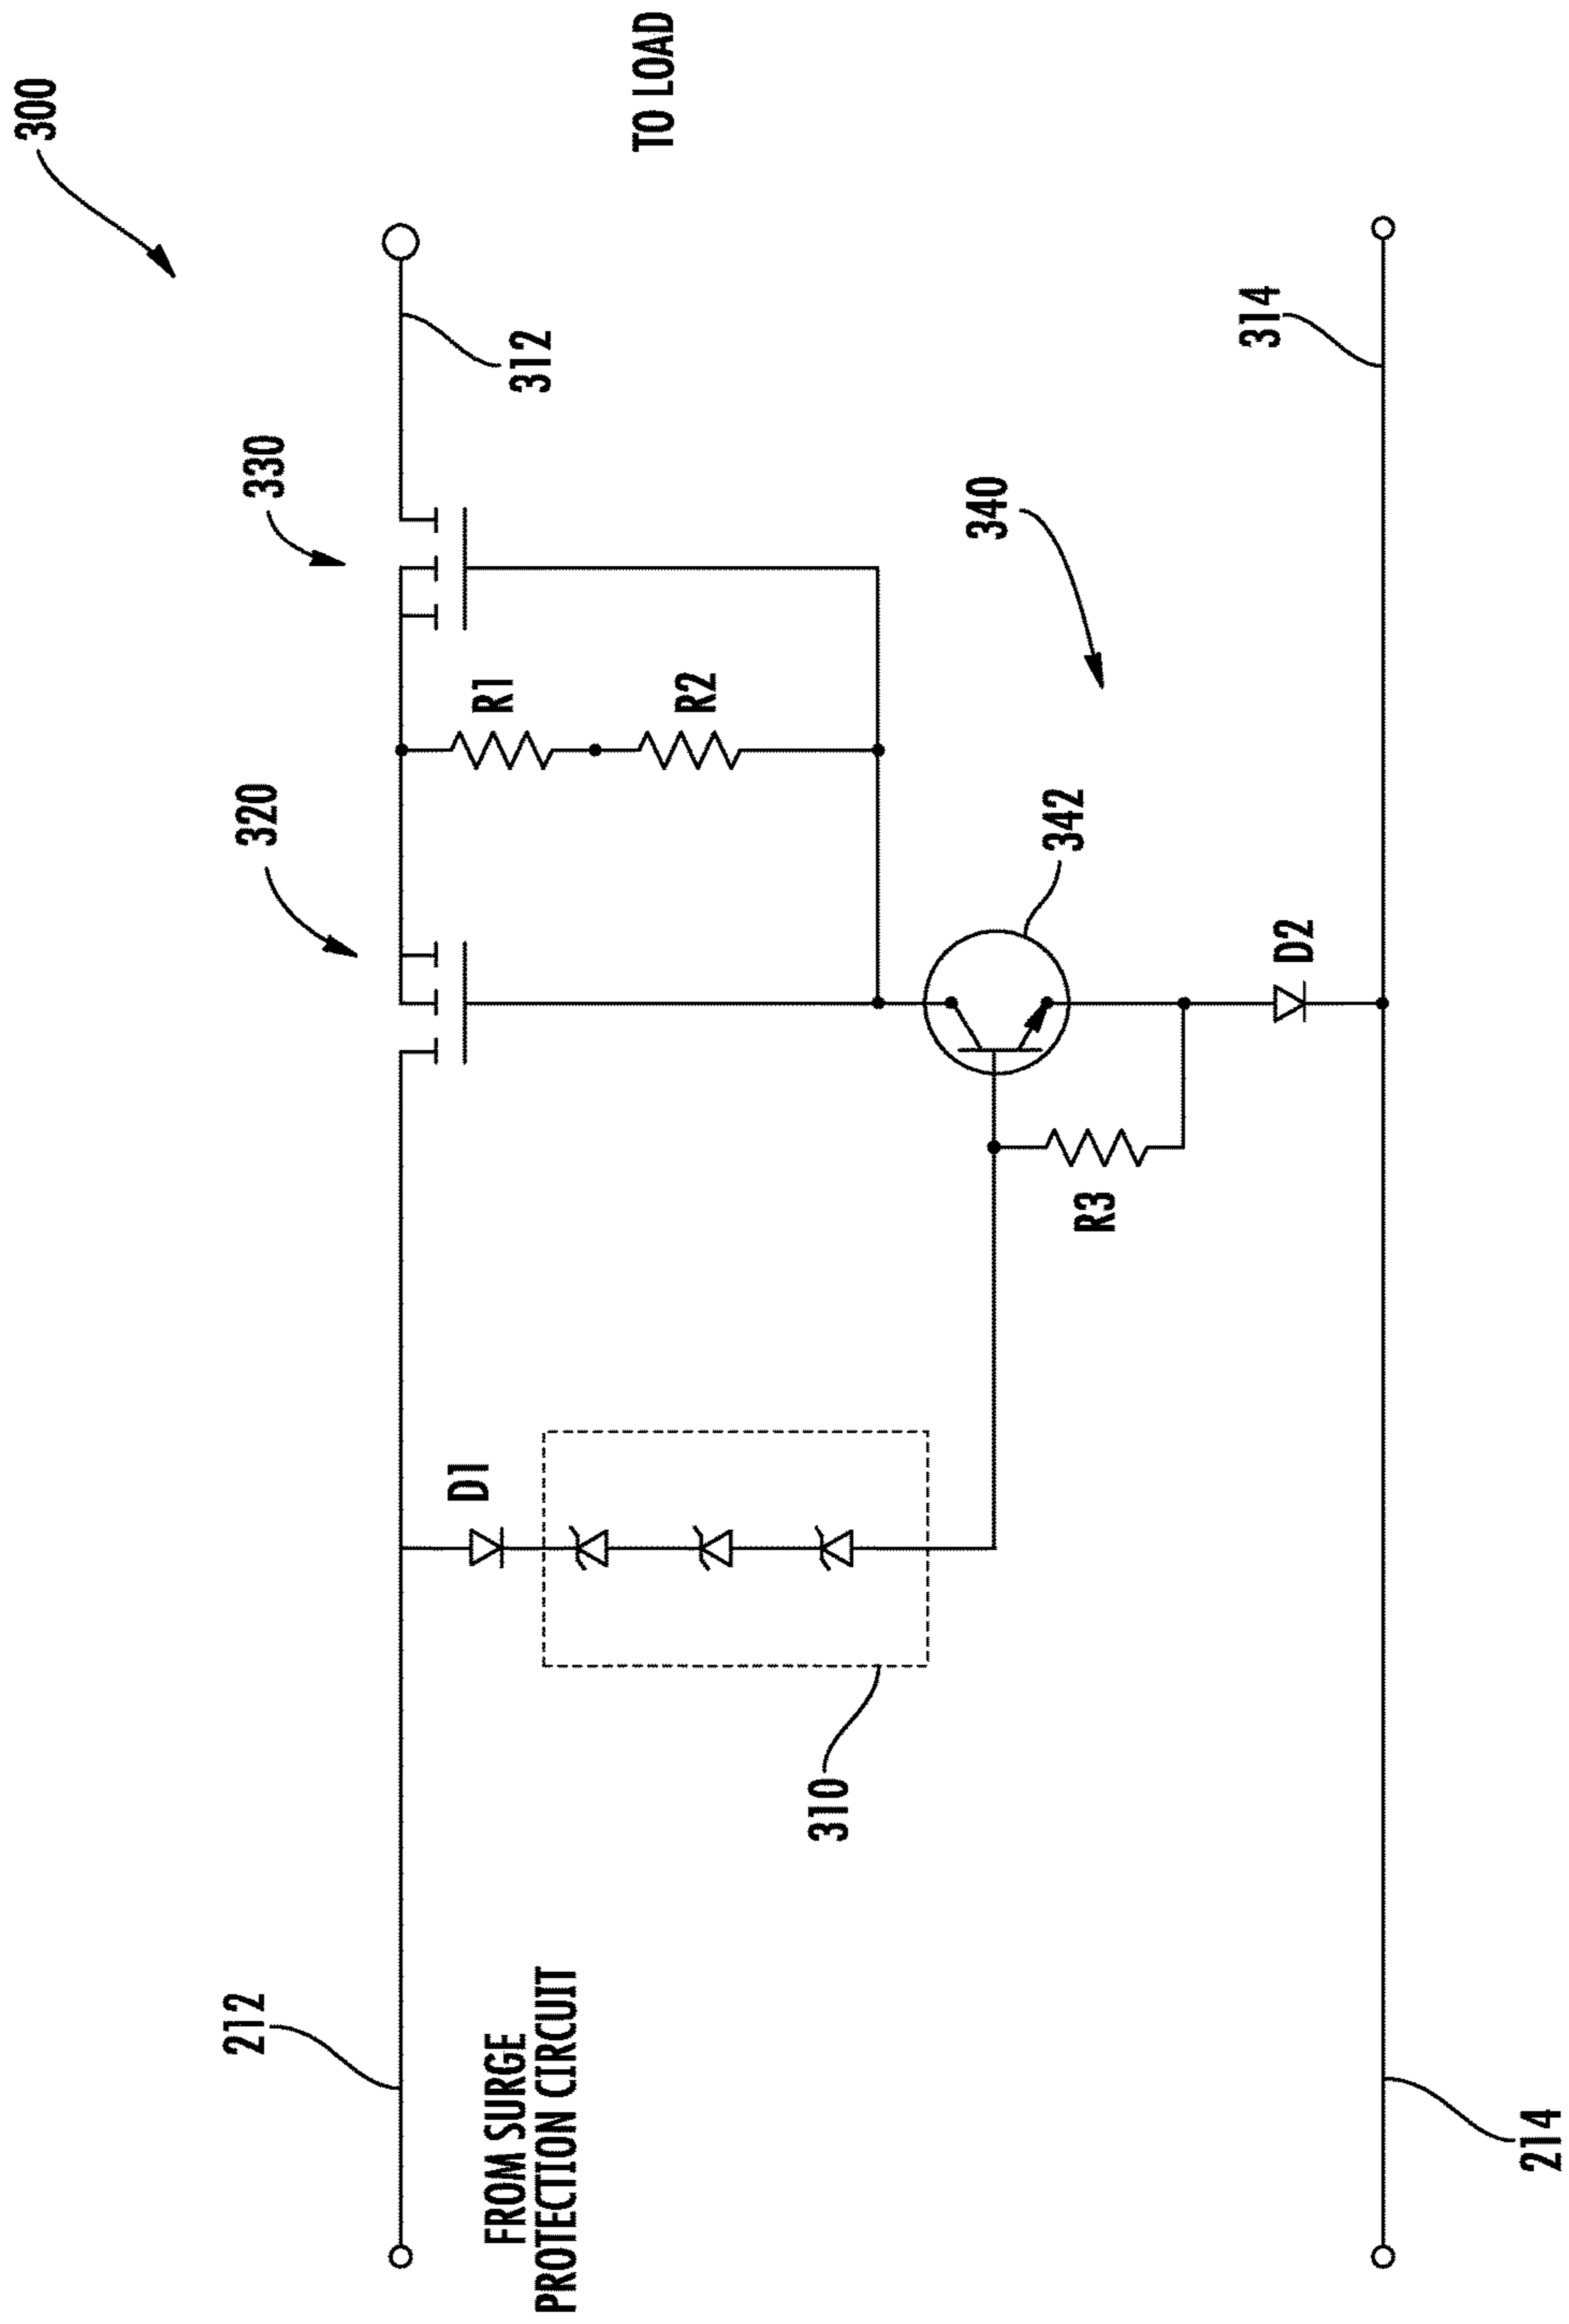 300
TO LOAD
330
312
320
R1
R2
340
314
342
D2
R3
D1
310
212
FROM SURGE
PROTECTION CIRCUIT
214